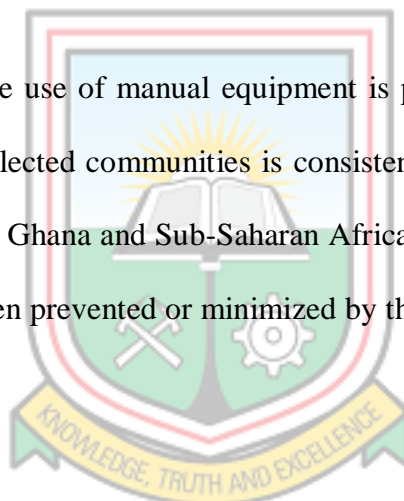 e use of manual equipment is
lected communities is consisten
Ghana and Sub-Saharan Africa
en prevented or minimized by th
KNOWLEDGE, TRUTH AND EXCELLENCE